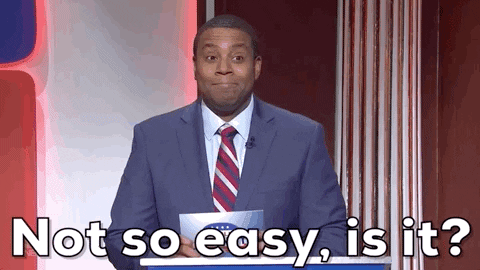 Not so easy, is it?